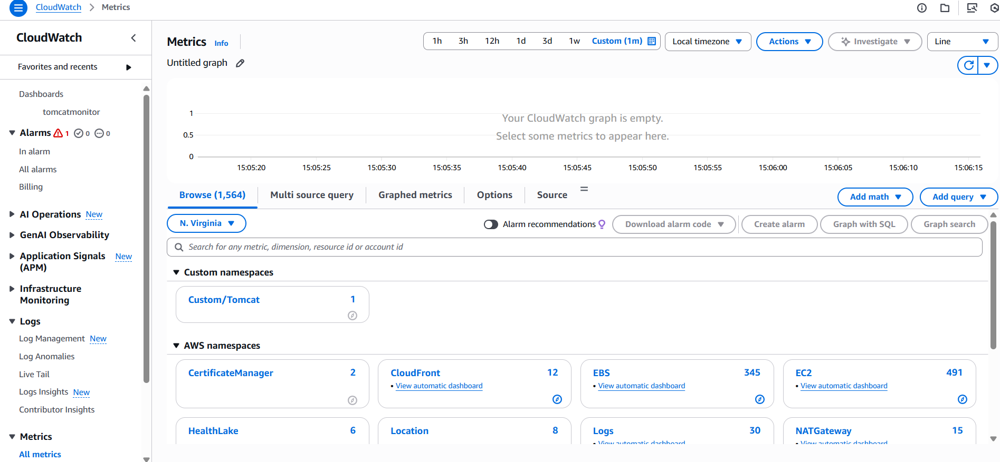 CloudWatch > Metrics
CloudWatch
Favorites and recents
Dashboards
tomcatmonitor
Alarms 1 0 0
In alarm
All alarms
Billing
AI Operations New
GenAI Observability
Application Signals New
(APM)
Infrastructure
Monitoring
Logs
Log Management New
Log Anomalies
Live Tail
Logs Insights New
Contributor Insights
Metrics
All metrics
Metrics Info
1h 3h 12h 1d 3d 1w Custom (1m) Local timezone Actions Investigate Line
Untitled graph
1
0.5
0
Your CloudWatch graph is empty.
Select some metrics to appear here.
15:05:20 15:05:25 15:05:30 15:05:35 15:05:40 15:05:45 15:05:50 15:05:55 15:06:00 15:06:05 15:06:10 15:06:15
Browse (1,564) Multi source query Graphed metrics Options Source Add math Add query
N. Virginia Alarm recommendations Download alarm code Create alarm Graph with SQL Graph search
Search for any metric, dimension, resource id or account id
Custom namespaces
Custom/Tomcat 1
AWS namespaces
CertificateManager 2 CloudFront 12 EBS 345 EC2 491
• View automatic dashboard • View automatic dashboard • View automatic dashboard
HealthLake 6 Location 8 Logs 30 NATGateway 15
• View automatic dashboard • View automatic dashboard